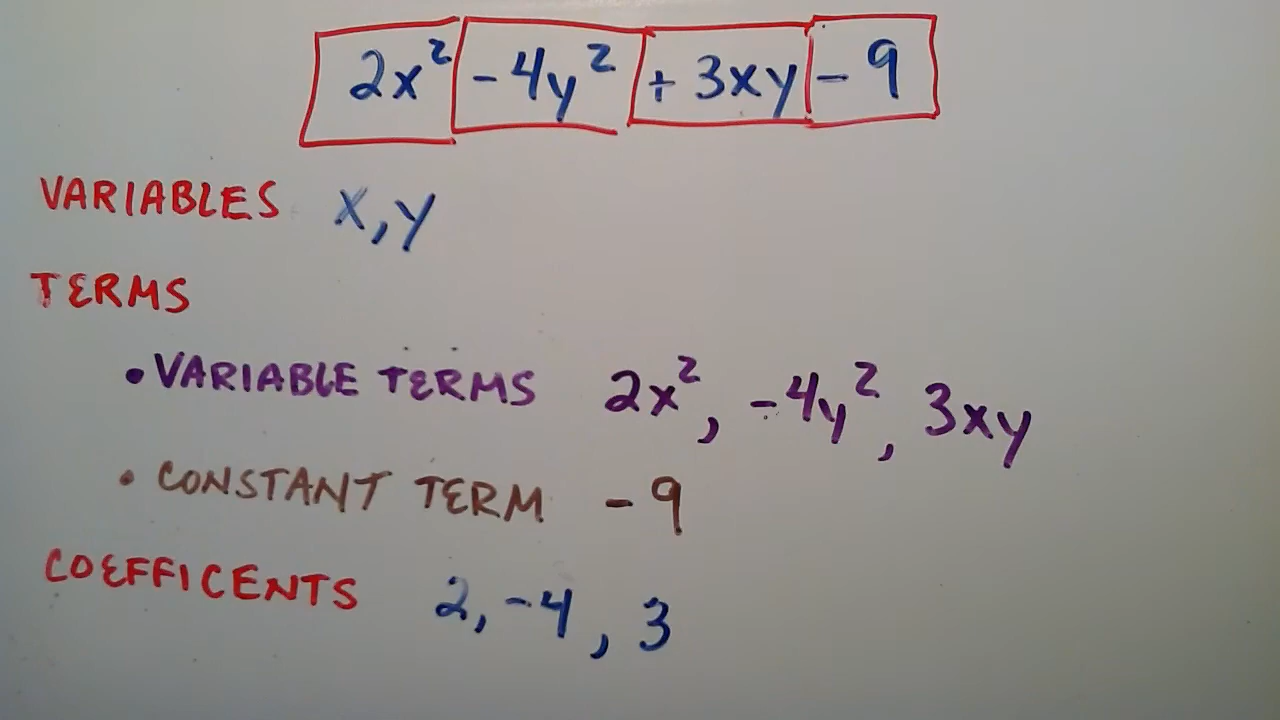 2x² - 4y² + 3xy - 9
VARIABLES x, y
TERMS
• VARIABLE TERMS 2x², -4y², 3xy
• CONSTANT TERM -9
COEFFICENTS 2, -4, 3